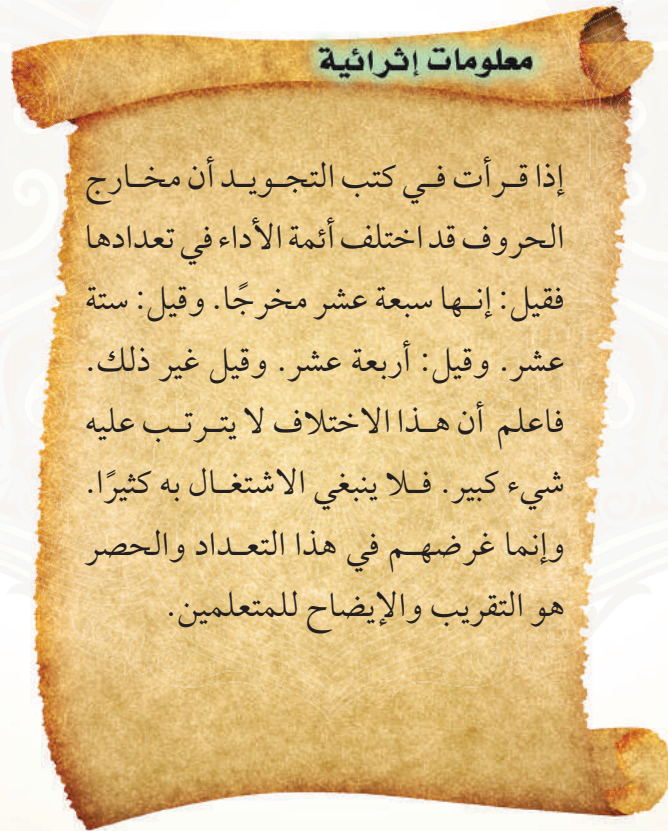 معلومات إثرائية
إذا قرأت في كتب التجويد أن مخارج
الحروف قد اختلف أئمة الأداء في تعدادها
فقيل: إنها سبعة عشر مخرجًا. وقيل: ستة
عشر. وقيل: أربعة عشر. وقيل غير ذلك.
فاعلم أن هذا الاختلاف لا يترتب عليه
شيء كبير. فلا ينبغي الاشتغال به كثيرًا.
وإنما غرضهم في هذا التعداد والحصر
هو التقريب والإيضاح للمتعلمين.